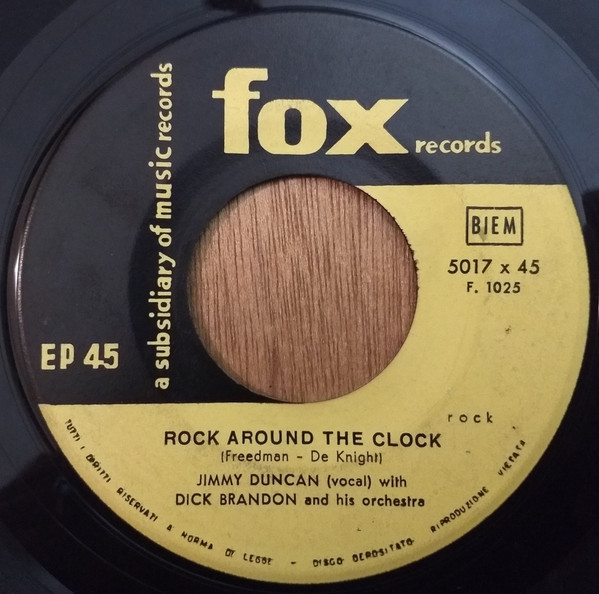 fox records
a subsidiary of music records
BIEM
5017 x 45
F. 1025
EP 45
rock
ROCK AROUND THE CLOCK
(Freedman - De Knight)
JIMMY DUNCAN (vocal) with
DICK BRANDON and his orchestra
TUTTI I DIRITTI RISERVATI A NORMA DI LEGGE - DISCO DEPOSITATO RIPRODUZIONE VIETATA